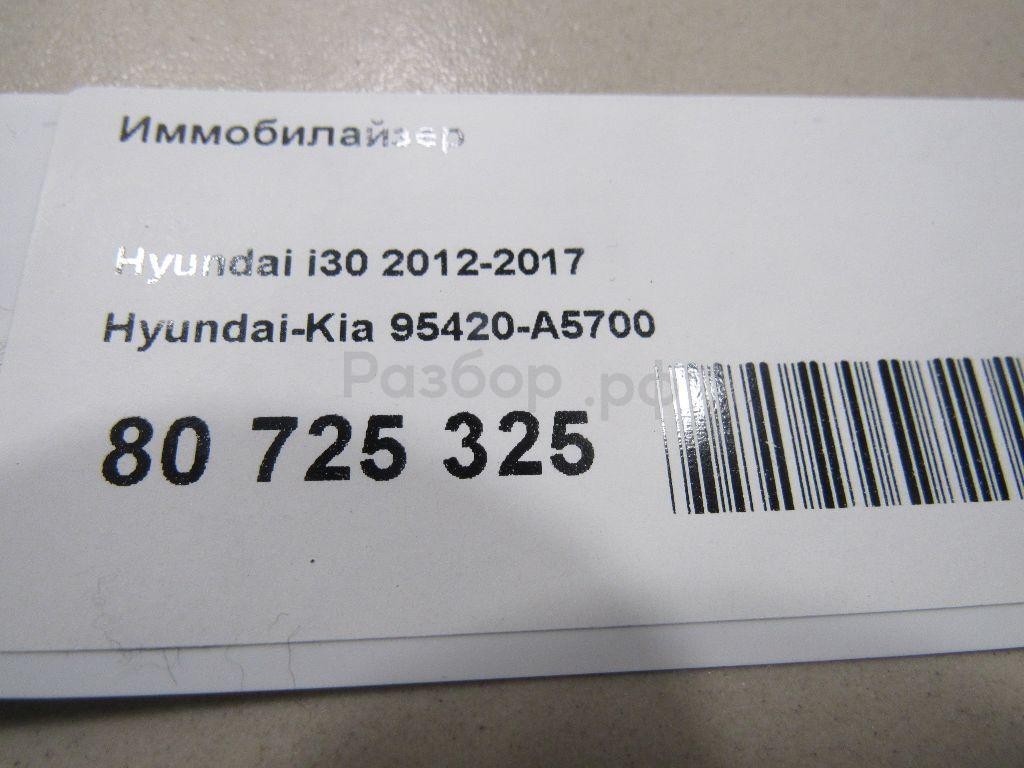 Иммобилайзер
Hyundai i30 2012-2017
Hyundai-Kia 95420-A5700
Разбор.рф
80 725 325